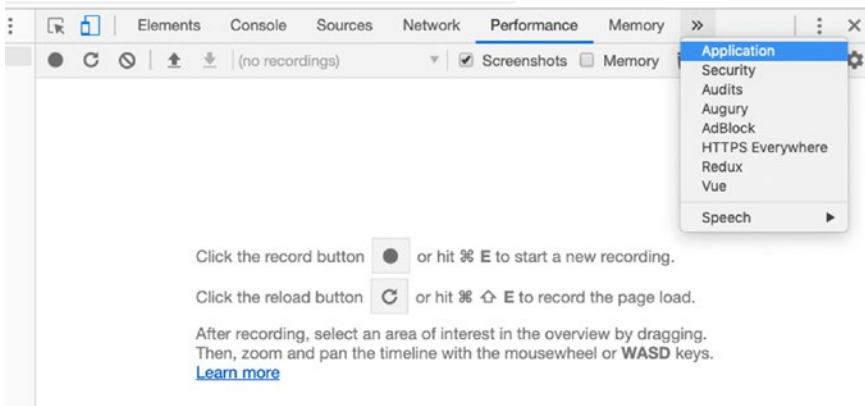 Elements Console Sources Network Performance Memory »
(no recordings) Screenshots Memory
Application
Security
Audits
Augury
AdBlock
HTTPS Everywhere
Redux
Vue
Speech
Click the record button or hit ⌘ E to start a new recording.
Click the reload button or hit ⌘ ⇧ E to record the page load.
After recording, select an area of interest in the overview by dragging.
Then, zoom and pan the timeline with the mousewheel or WASD keys.
Learn more